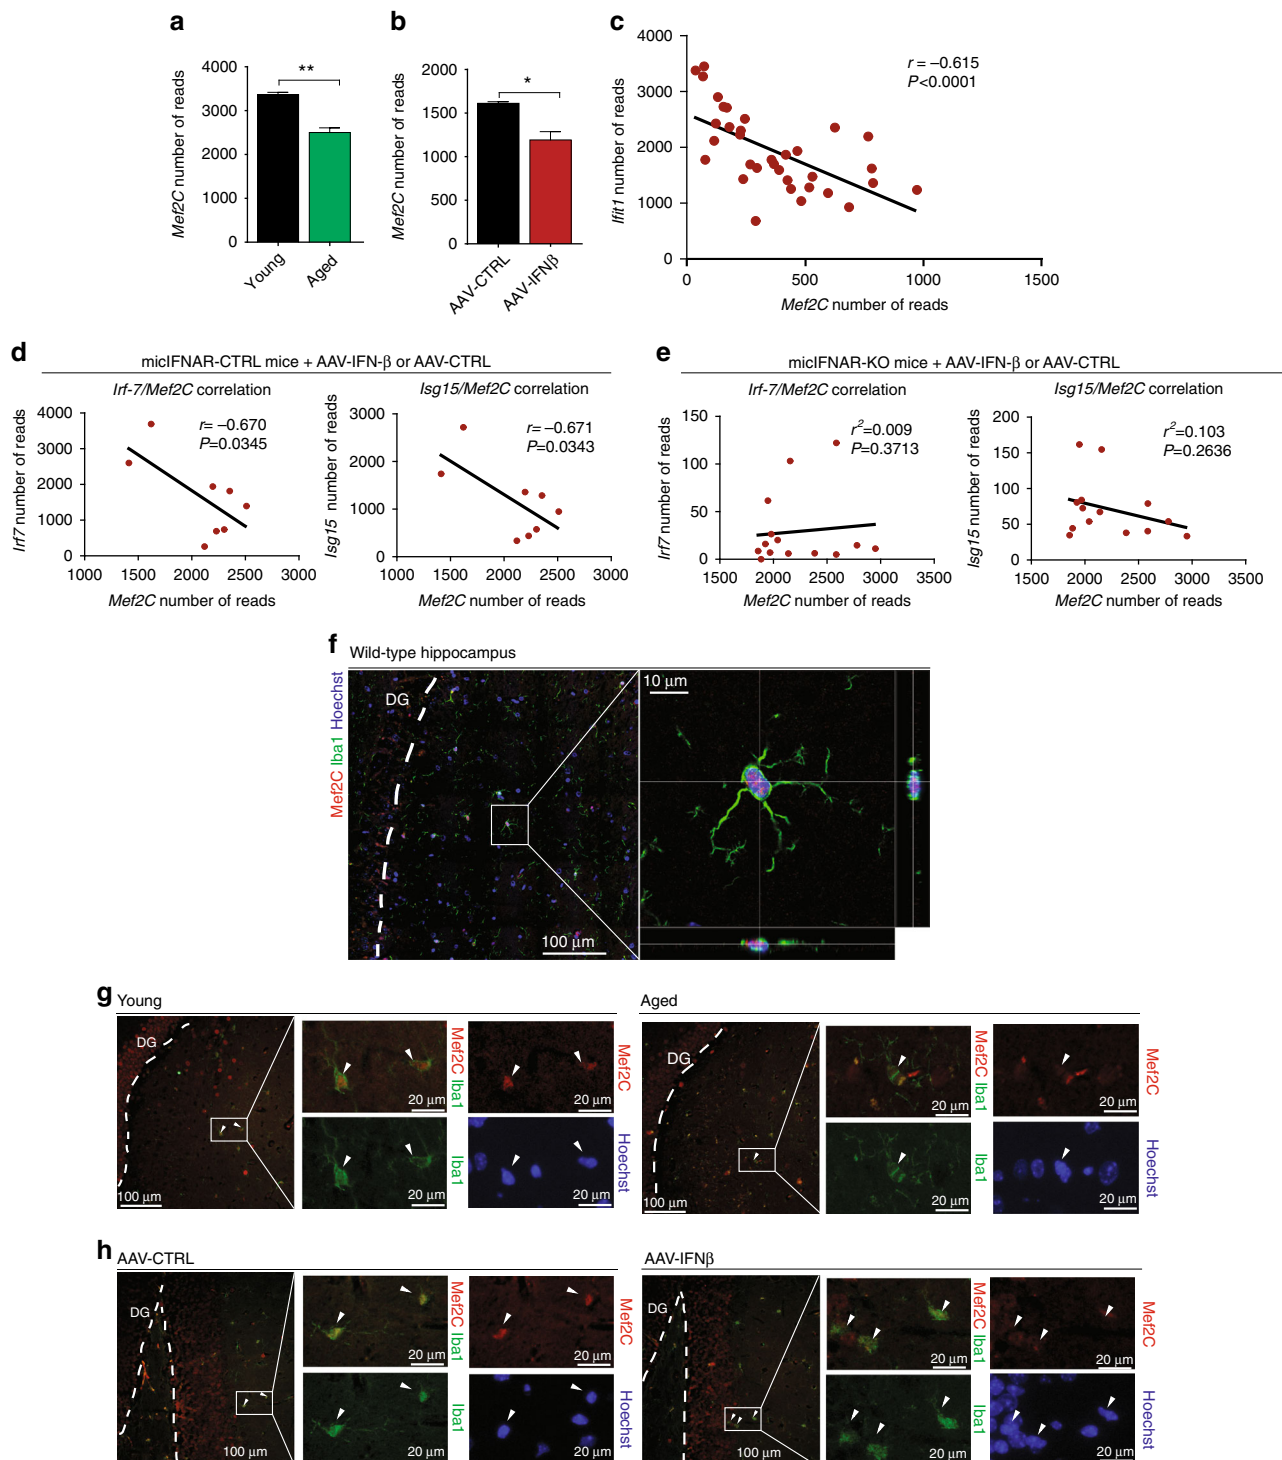 a
Mef2C number of reads
4000
3000
2000
1000
0
**
Young
Aged
b
Mef2C number of reads
2000
1500
1000
500
0
*
AAV-CTRL
AAV-IFNβ
c
Ifit1 number of reads
4000
3000
2000
1000
0
r = –0.615
P<0.0001
0
500
1000
1500
Mef2C number of reads
d
micIFNAR-CTRL mice + AAV-IFN-β or AAV-CTRL
Irf-7/Mef2C correlation
Irf7 number of reads
4000
3000
2000
1000
0
r= –0.670
P=0.0345
1000
1500
2000
2500
3000
Mef2C number of reads
Isg15/Mef2C correlation
Isg15 number of reads
3000
2000
1000
0
r= –0.671
P=0.0343
1000
1500
2000
2500
3000
Mef2C number of reads
e
micIFNAR-KO mice + AAV-IFN-β or AAV-CTRL
Irf-7/Mef2C correlation
Irf7 number of reads
150
100
50
0
r²=0.009
P=0.3713
1500
2000
2500
3000
3500
Mef2C number of reads
Isg15/Mef2C correlation
Isg15 number of reads
200
150
100
50
0
r²=0.103
P=0.2636
1500
2000
2500
3000
3500
Mef2C number of reads
f
Wild-type hippocampus
Mef2C Iba1 Hoechst
DG
100 μm
10 μm
g
Young
DG
100 μm
20 μm
Mef2C Iba1
20 μm
Mef2C
20 μm
Iba1
20 μm
Hoechst
Aged
DG
100 μm
20 μm
Mef2C Iba1
20 μm
Mef2C
20 μm
Iba1
20 μm
Hoechst
h
AAV-CTRL
DG
100 μm
20 μm
Mef2C Iba1
20 μm
Mef2C
20 μm
Iba1
20 μm
Hoechst
AAV-IFNβ
DG
100 μm
20 μm
Mef2C Iba1
20 μm
Mef2C
20 μm
Iba1
20 μm
Hoechst